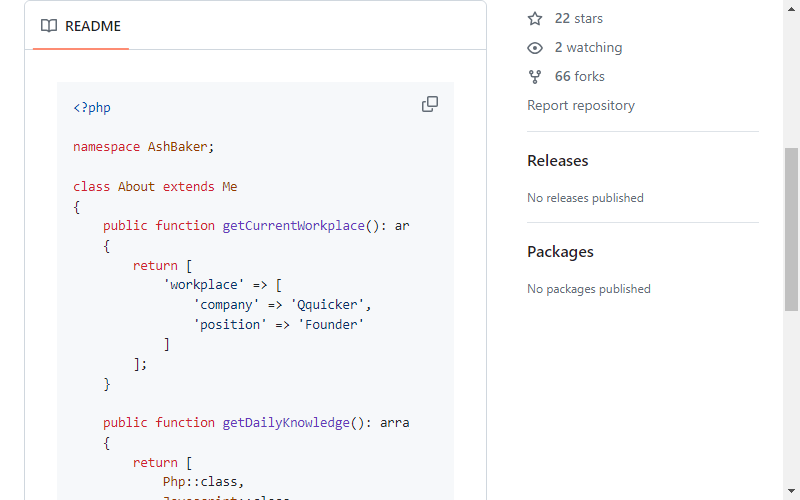 README
<?php
namespace AshBaker;
class About extends Me
{
public function getCurrentWorkplace(): ar
{
return [
'workplace' => [
'company' => 'Qquicker',
'position' => 'Founder'
]
];
}
public function getDailyKnowledge(): arra
{
return [
Php::class,
Javascript::class
22 stars
2 watching
66 forks
Report repository
Releases
No releases published
Packages
No packages published